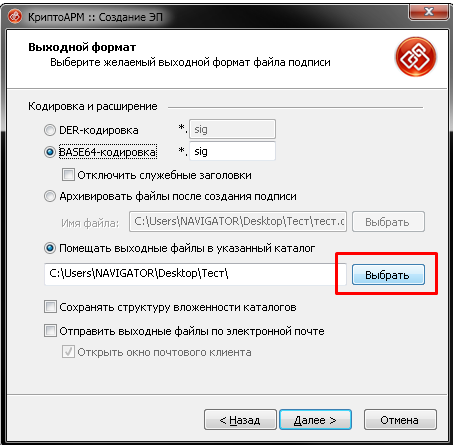 КриптоАРМ :: Создание ЭП
Выходной формат
Выберите желаемый выходной формат файла подписи
Кодировка и расширение
DER-кодировка *. sig
BASE64-кодировка *. sig
Отключить служебные заголовки
Архивировать файлы после создания подписи
Имя файла: C:\Users\NAVIGATOR\Desktop\Тест\тест.c Выбрать
Помещать выходные файлы в указанный каталог
C:\Users\NAVIGATOR\Desktop\Тест\ Выбрать
Сохранять структуру вложенности каталогов
Отправить выходные файлы по электронной почте
Открыть окно почтового клиента
< Назад Далее > Отмена